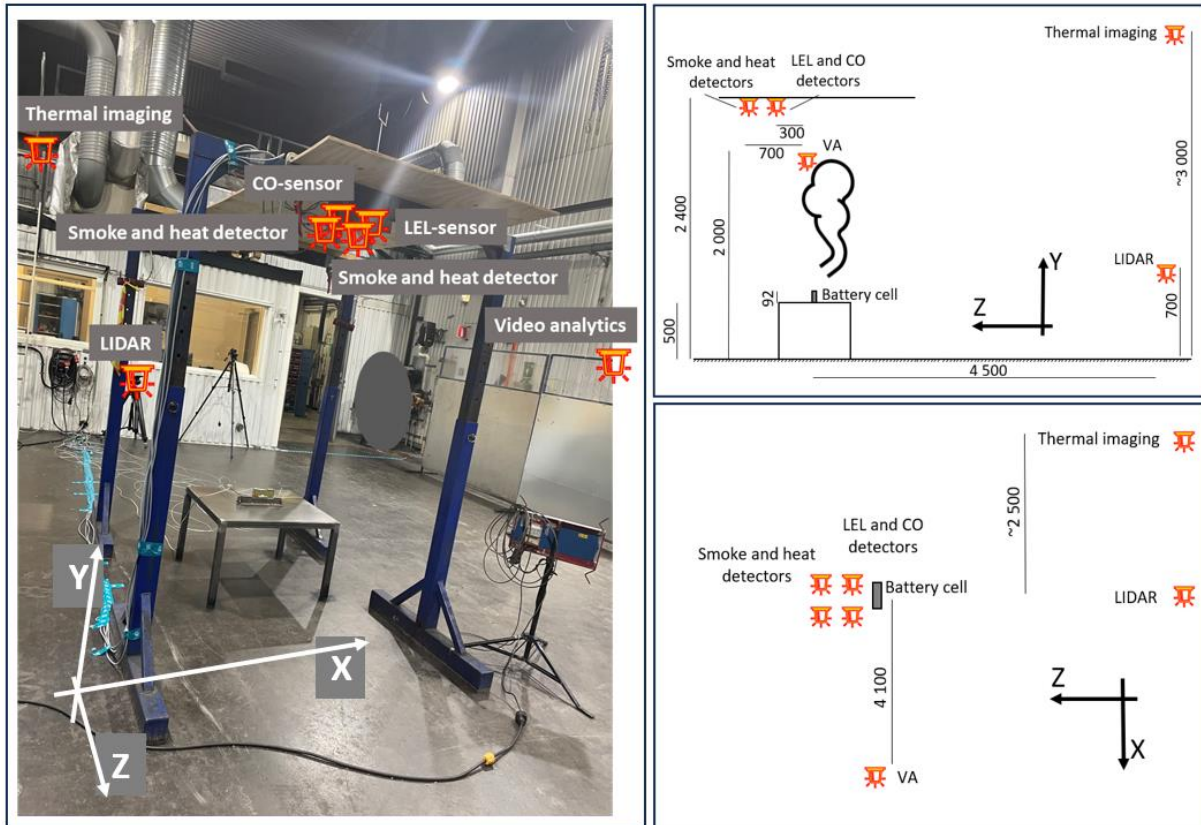 Thermal imaging
CO-sensor
Smoke and heat detector
LEL-sensor
Smoke and heat detector
Video analytics
LIDAR
Y
X
Z
Thermal imaging
Smoke and heat
detectors
LEL and CO
detectors
300
700
VA
2 400
2 000
~3 000
LIDAR
Y
Z
92
Battery cell
500
700
4 500
Thermal imaging
~2 500
LEL and CO
detectors
Smoke and heat
detectors
Battery cell
LIDAR
4 100
Z
X
VA